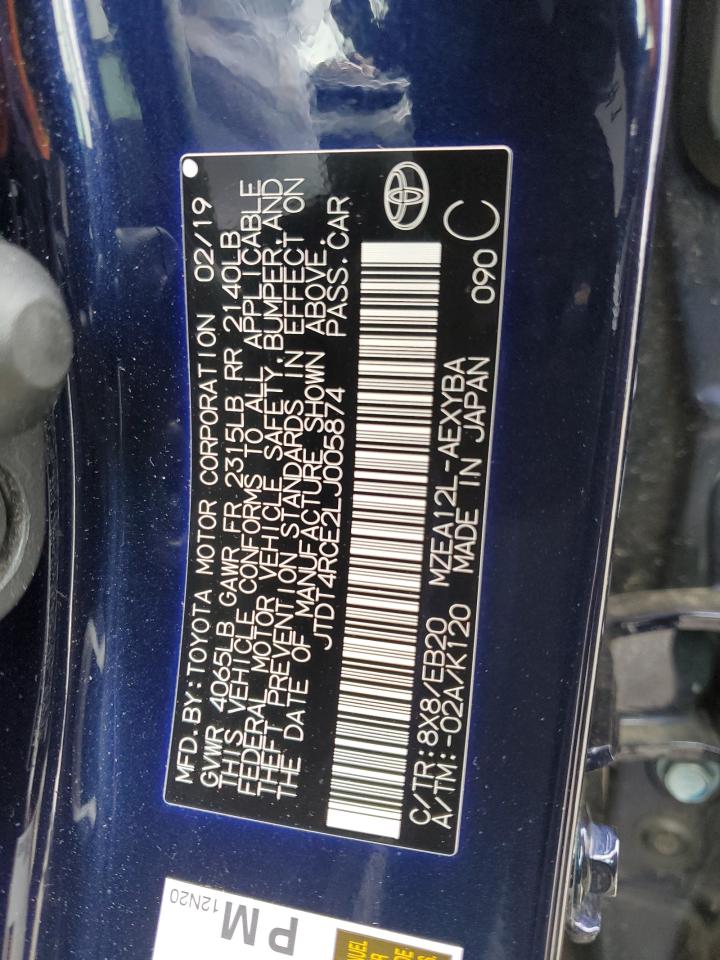 MFD.BY:TOYOTA MOTOR CORPORATION 02/19
GVWR 4065LB GAWR FR 2315LB RR 2140LB
THIS VEHICLE CONFORMS TO ALL APPLICABLE
FEDERAL MOTOR VEHICLE SAFETY,BUMPER,AND
THEFT PREVENTION STANDARDS IN EFFECT ON
THE DATE OF MANUFACTURE SHOWN ABOVE.
JTDT4RCE2LJ005874 PASS.CAR
C/TR:8X8/EB20 MZEA12L-AEXYBA 090 C
A/TM:-02A/K120 MADE IN JAPAN
PM
12N20